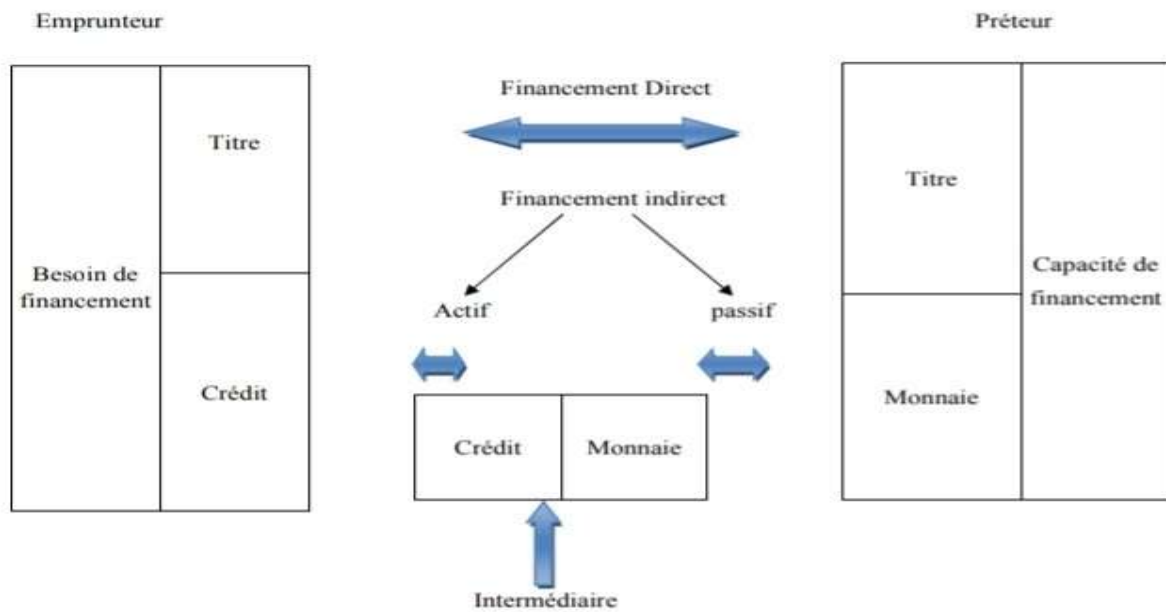 Emprunteur
Préteur
Financement Direct
Titre
Titre
Financement indirect
Besoin de
financement
Capacité de
financement
Actif
passif
Crédit
Monnaie
Crédit
Monnaie
Intermédiaire